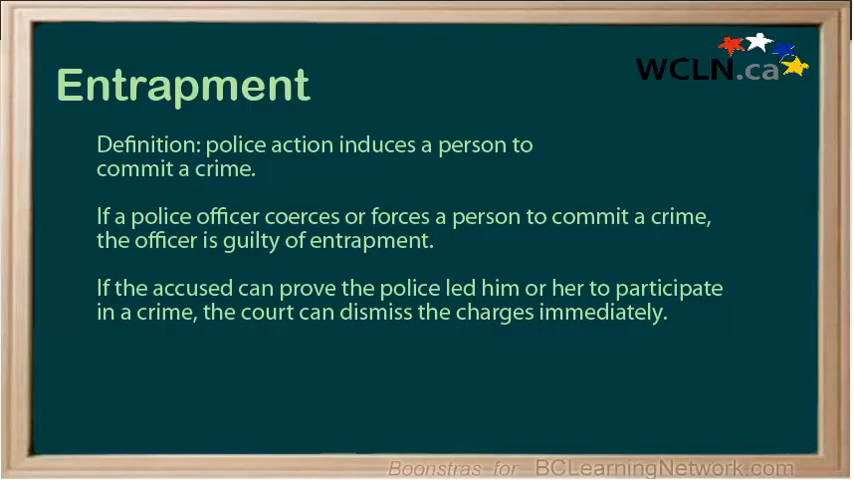 WCLN.ca
Entrapment
Definition: police action induces a person to
commit a crime.
If a police officer coerces or forces a person to commit a crime,
the officer is guilty of entrapment.
If the accused can prove the police led him or her to participate
in a crime, the court can dismiss the charges immediately.
Boonstras for BCLearningNetwork.com